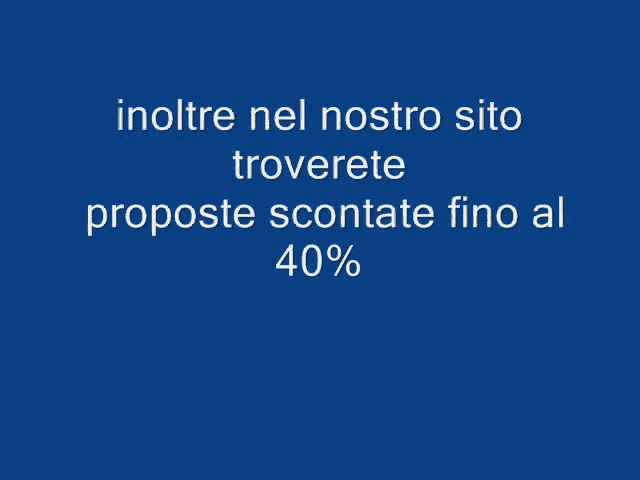 inoltre nel nostro sito
troverete
proposte scontate fino al
40%